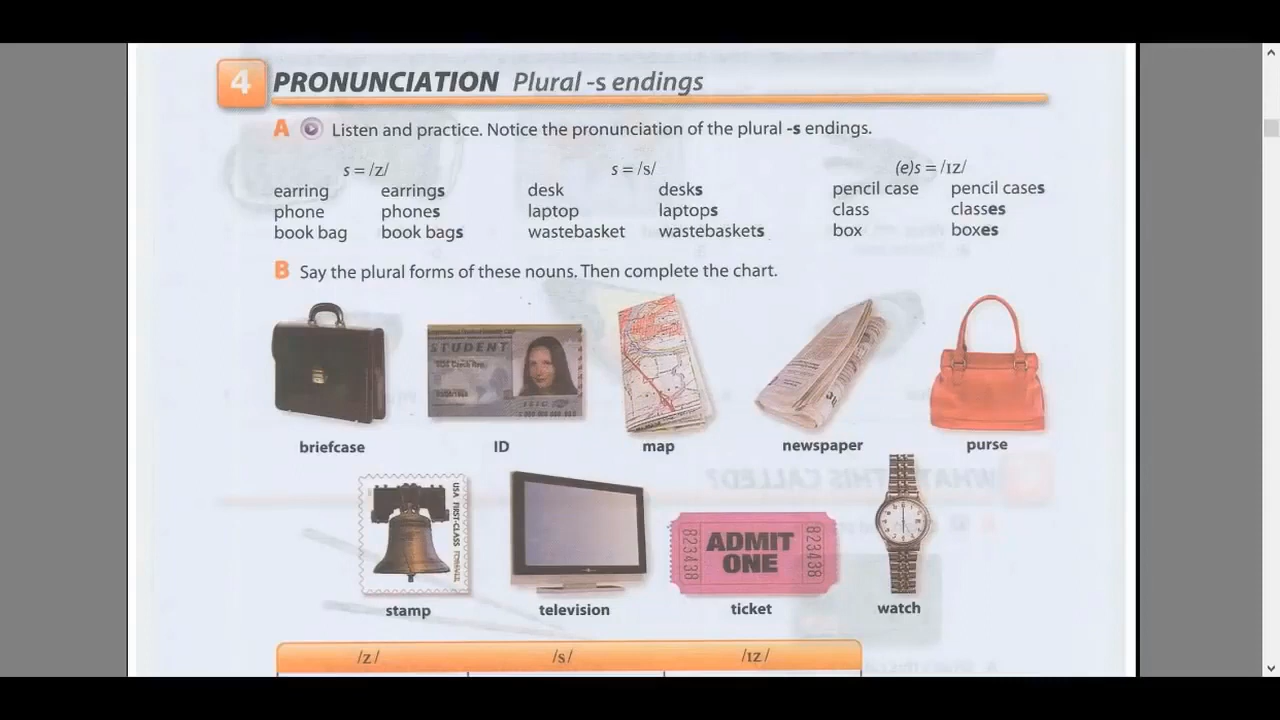 4 PRONUNCIATION Plural -s endings
A Listen and practice. Notice the pronunciation of the plural -s endings.
s = /z/ s = /s/ (e)s = /ɪz/
earring earrings desk desks pencil case pencil cases
phone phones laptop laptops class classes
book bag book bags wastebasket wastebaskets box boxes
B Say the plural forms of these nouns. Then complete the chart.
STUDENT
briefcase ID map newspaper purse
USA FIRST-CLASS
823438 ADMIT ONE 823438
stamp television ticket watch
/z/ /s/ /ɪz/